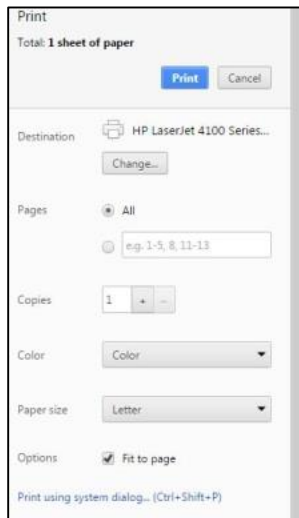 Print
Total: 1 sheet of paper
Print Cancel
Destination HP LaserJet 4100 Series...
Change...
Pages All
e.g. 1-5, 8, 11-13
Copies 1 + -
Color Color
Paper size Letter
Options Fit to page
Print using system dialog... (Ctrl+Shift+P)